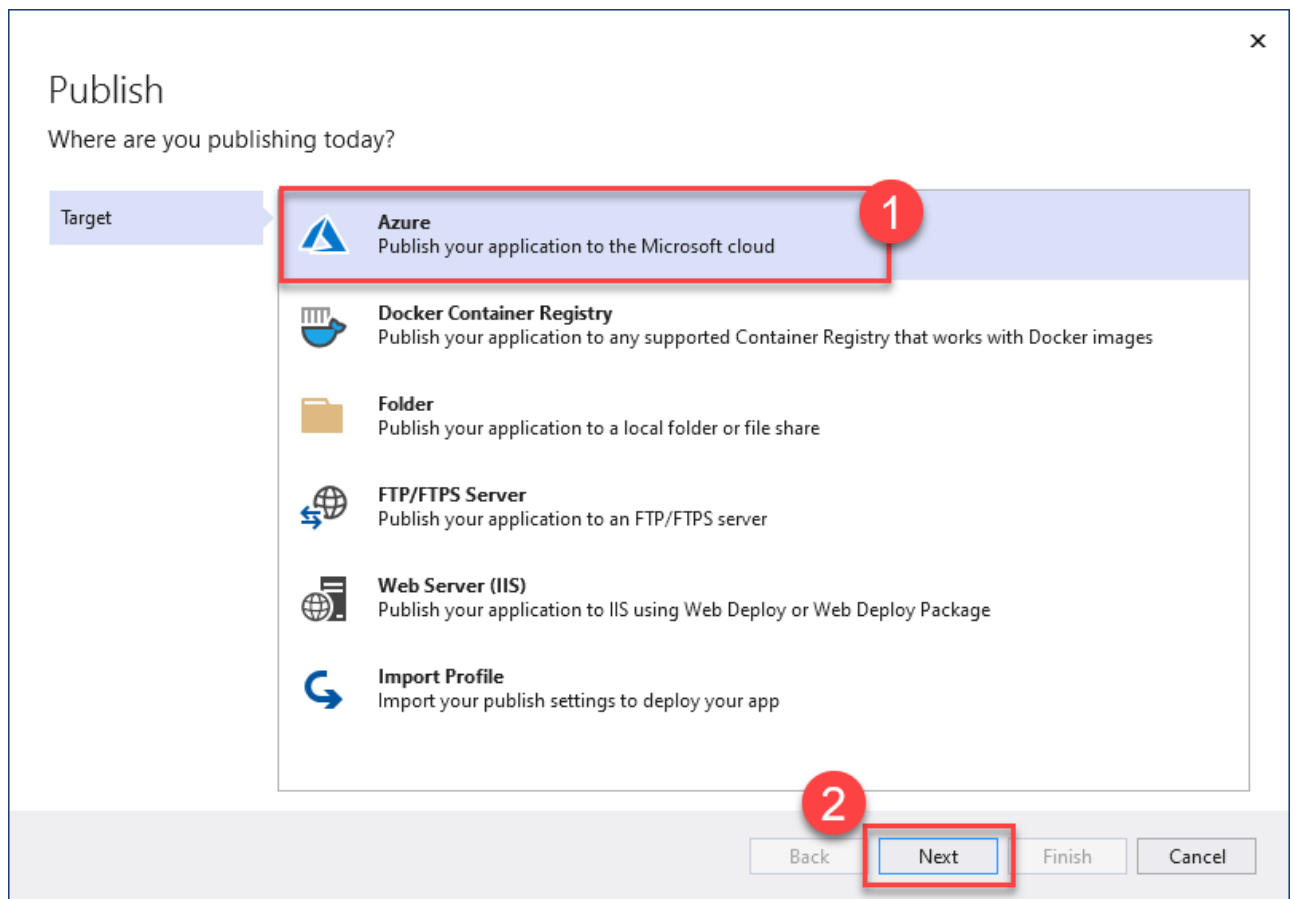 Publish
Where are you publishing today?
Target
Azure
Publish your application to the Microsoft cloud
1
Docker Container Registry
Publish your application to any supported Container Registry that works with Docker images
Folder
Publish your application to a local folder or file share
FTP/FTPS Server
Publish your application to an FTP/FTPS server
Web Server (IIS)
Publish your application to IIS using Web Deploy or Web Deploy Package
Import Profile
Import your publish settings to deploy your app
2
Back Next Finish Cancel